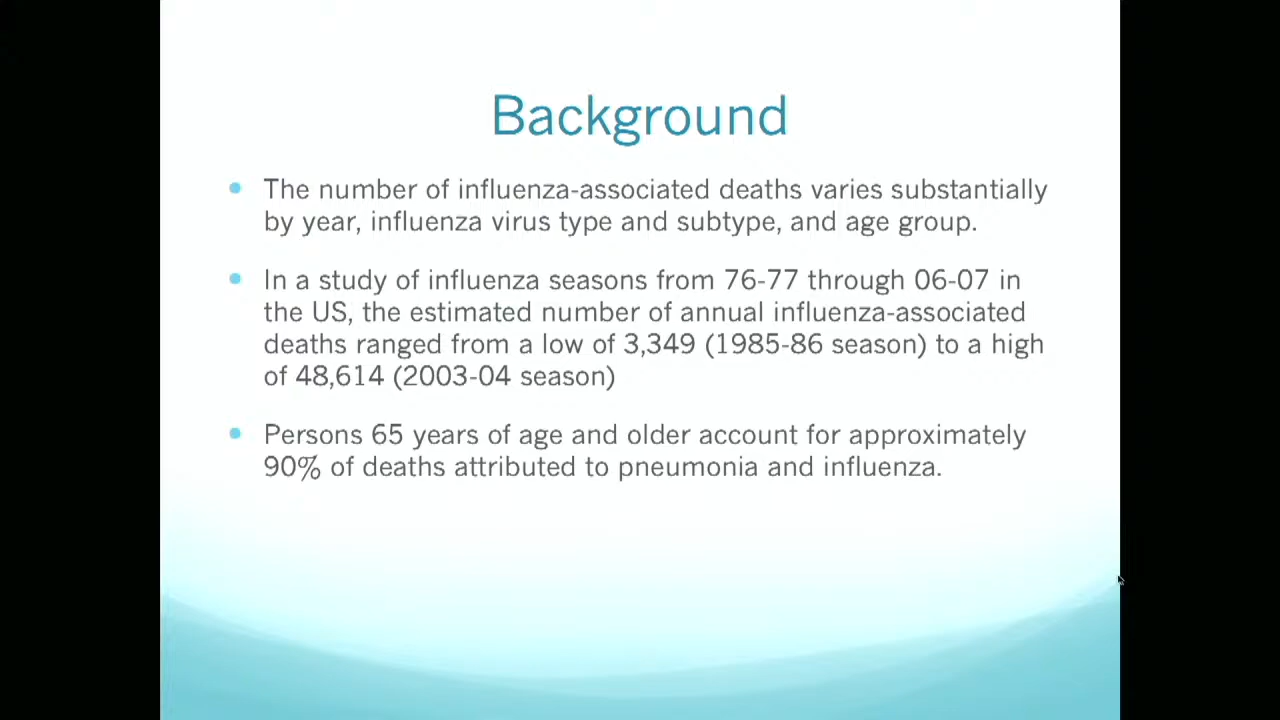 Background
The number of influenza-associated deaths varies substantially
by year, influenza virus type and subtype, and age group.
In a study of influenza seasons from 76-77 through 06-07 in
the US, the estimated number of annual influenza-associated
deaths ranged from a low of 3,349 (1985-86 season) to a high
of 48,614 (2003-04 season)
Persons 65 years of age and older account for approximately
90% of deaths attributed to pneumonia and influenza.